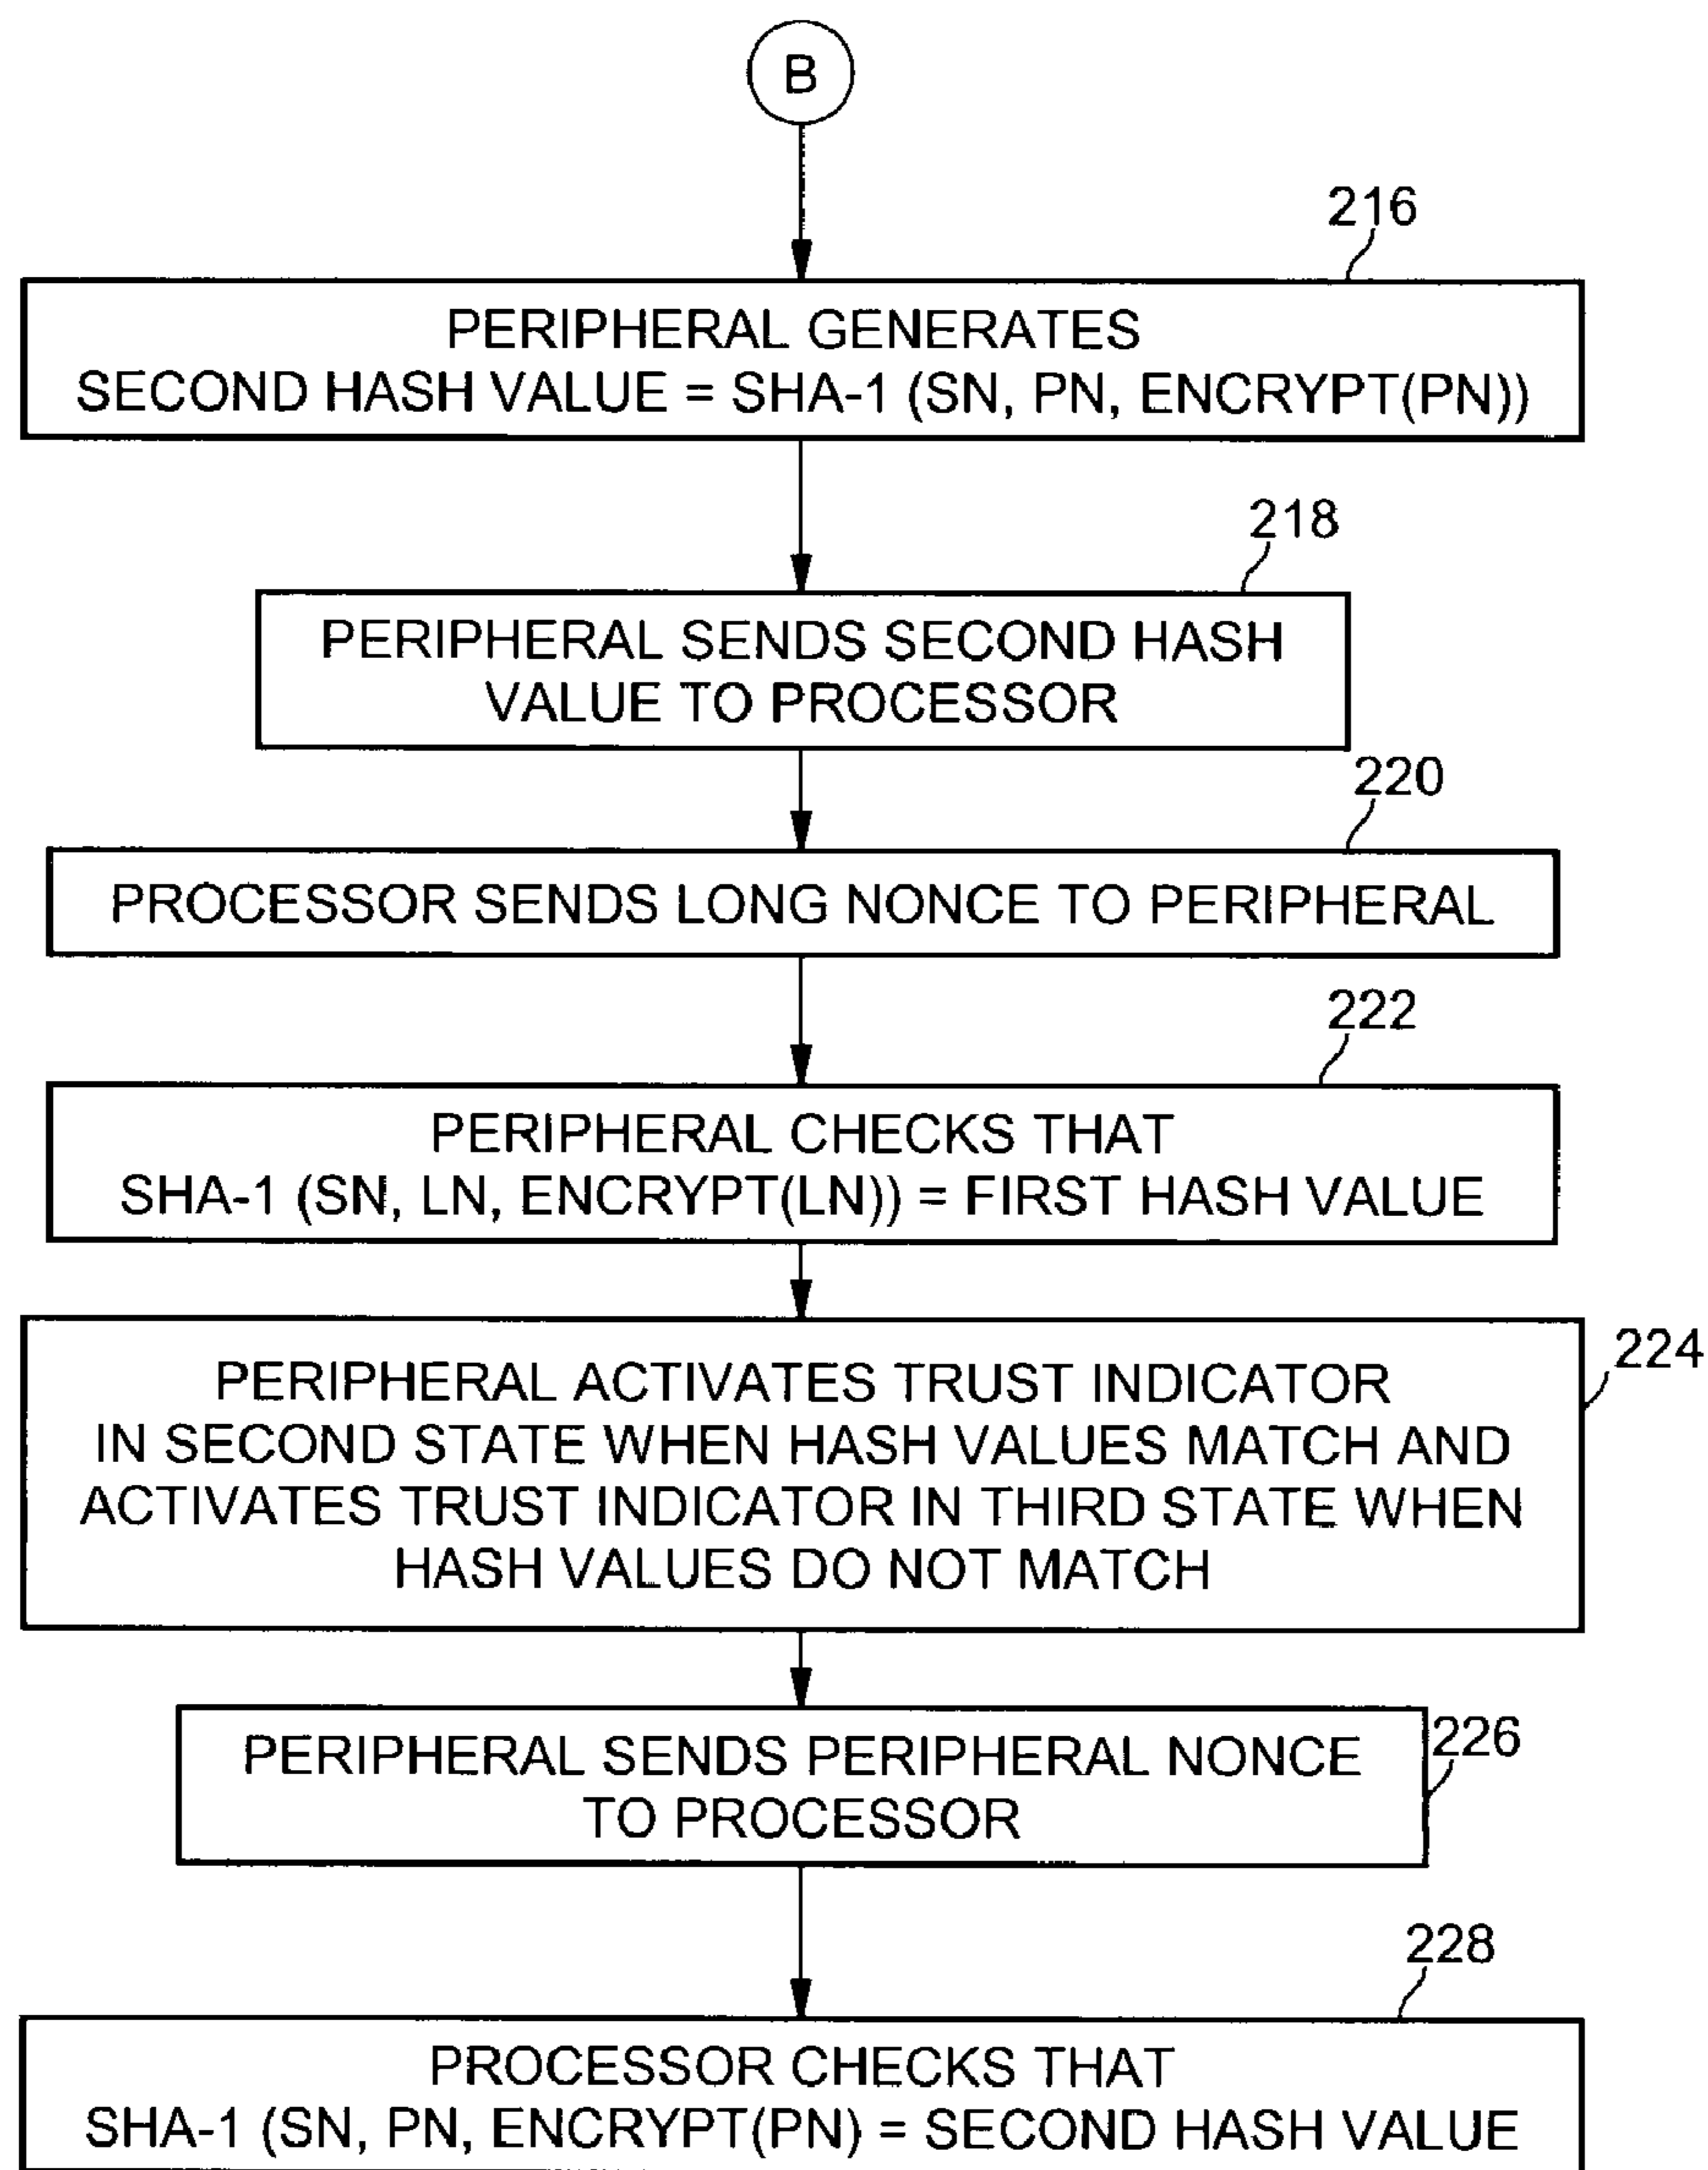 B
216
PERIPHERAL GENERATES
SECOND HASH VALUE = SHA-1 (SN, PN, ENCRYPT(PN))
218
PERIPHERAL SENDS SECOND HASH
VALUE TO PROCESSOR
220
PROCESSOR SENDS LONG NONCE TO PERIPHERAL
222
PERIPHERAL CHECKS THAT
SHA-1 (SN, LN, ENCRYPT(LN)) = FIRST HASH VALUE
224
PERIPHERAL ACTIVATES TRUST INDICATOR
IN SECOND STATE WHEN HASH VALUES MATCH AND
ACTIVATES TRUST INDICATOR IN THIRD STATE WHEN
HASH VALUES DO NOT MATCH
226
PERIPHERAL SENDS PERIPHERAL NONCE
TO PROCESSOR
228
PROCESSOR CHECKS THAT
SHA-1 (SN, PN, ENCRYPT(PN) = SECOND HASH VALUE